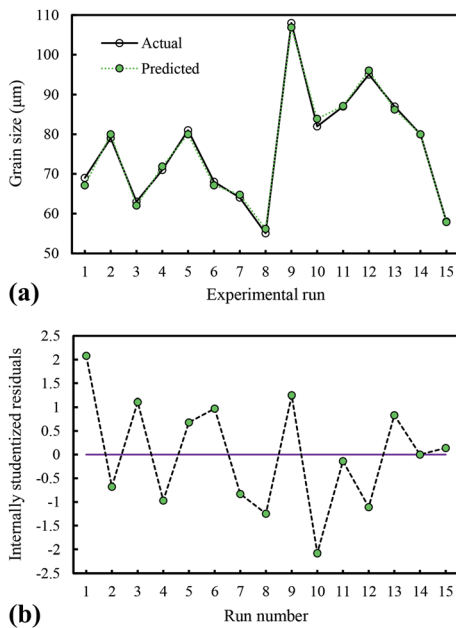 110
100
90
80
70
60
50
Grain size (μm)
Actual
Predicted
1 2 3 4 5 6 7 8 9 10 11 12 13 14 15
Experimental run
(a)
2.5
2
1.5
1
0.5
0
-0.5
-1
-1.5
-2
-2.5
Internally studentized residuals
1 2 3 4 5 6 7 8 9 10 11 12 13 14 15
Run number
(b)